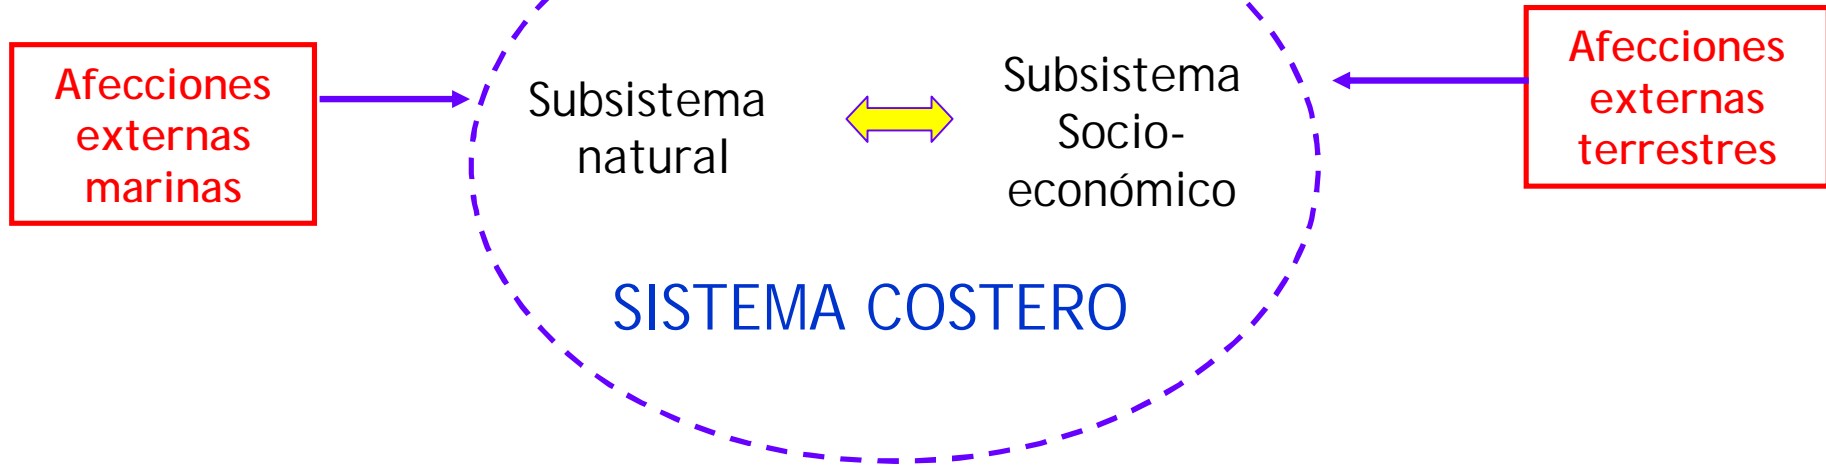 Afecciones
externas
marinas
Subsistema
natural
Subsistema
Socio-
económico
Afecciones
externas
terrestres
SISTEMA COSTERO